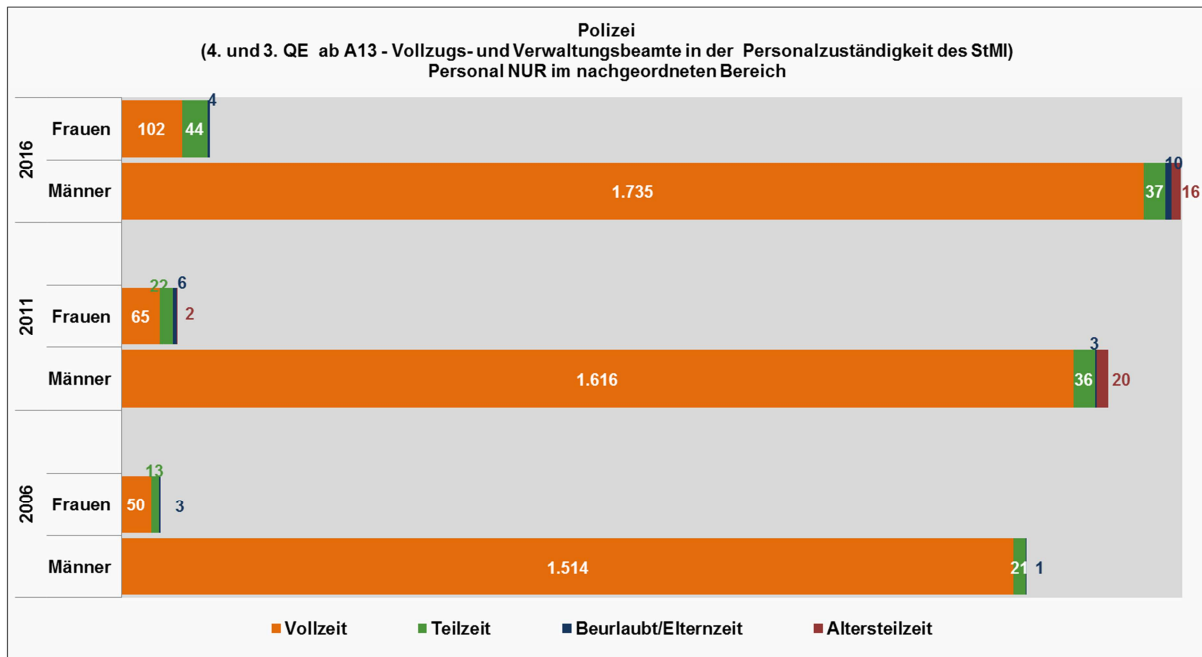 Polizei
(4. und 3. QE ab A13 - Vollzugs- und Verwaltungsbeamte in der Personalzuständigkeit des StMI)
Personal NUR im nachgeordneten Bereich
2016
Frauen
102
44
4
Männer
1.735
37
10
16
2011
Frauen
65
22
6
2
Männer
1.616
36
3
20
2006
Frauen
50
13
3
Männer
1.514
21
1
Vollzeit Teilzeit Beurlaubt/Elternzeit Altersteilzeit